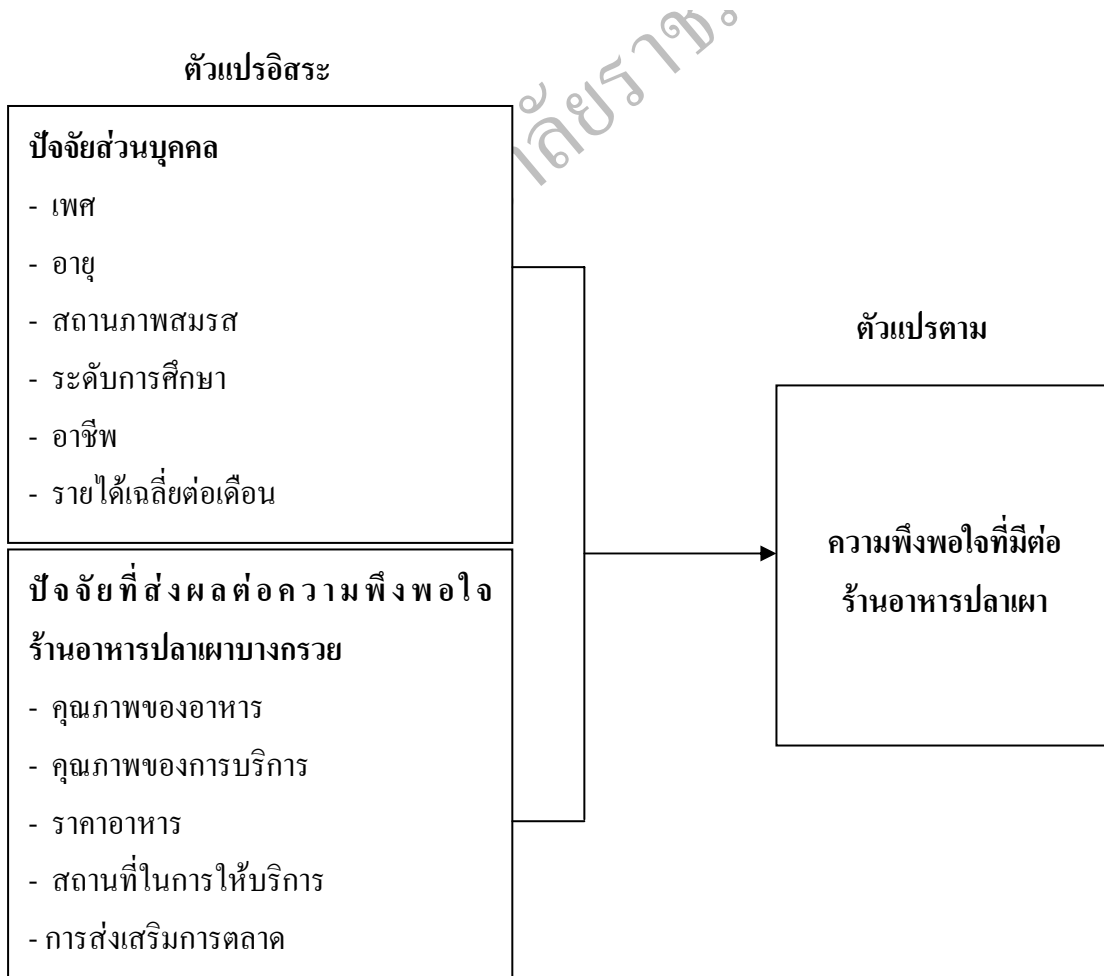 ลัยราช
ตัวแปรอิสระ
ปัจจัยส่วนบุคคล
- เพศ
- อายุ
- สถานภาพสมรส
- ระดับการศึกษา
- อาชีพ
- รายได้เฉลี่ยต่อเดือน
ปัจจัยที่ส่งผลต่อความพึงพอใจ
ร้านอาหารปลาเผาบางกรวย
- คุณภาพของอาหาร
- คุณภาพของการบริการ
- ราคาอาหาร
- สถานที่ในการให้บริการ
- การส่งเสริมการตลาด
ตัวแปรตาม
ความพึงพอใจที่มีต่อ
ร้านอาหารปลาเผา